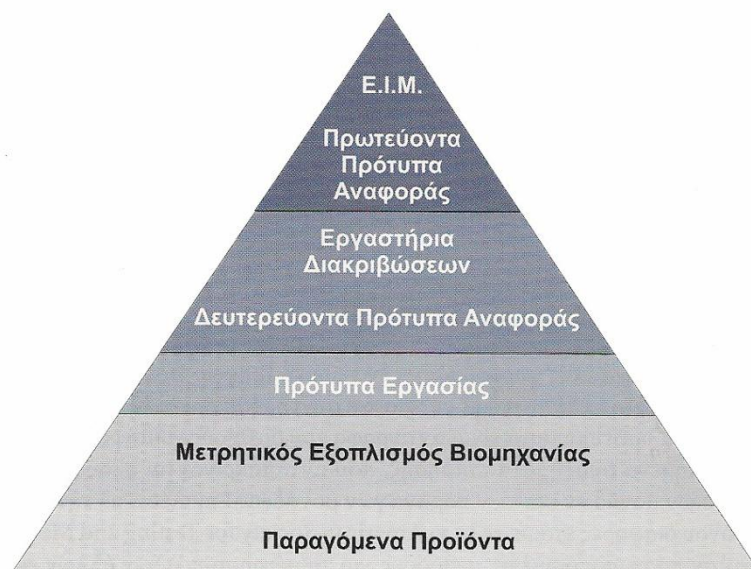 Ε.Ι.Μ.
Πρωτεύοντα
Πρότυπα
Αναφοράς
Εργαστήρια
Διακριβώσεων
Δευτερεύοντα Πρότυπα Αναφοράς
Πρότυπα Εργασίας
Μετρητικός Εξοπλισμός Βιομηχανίας
Παραγόμενα Προϊόντα